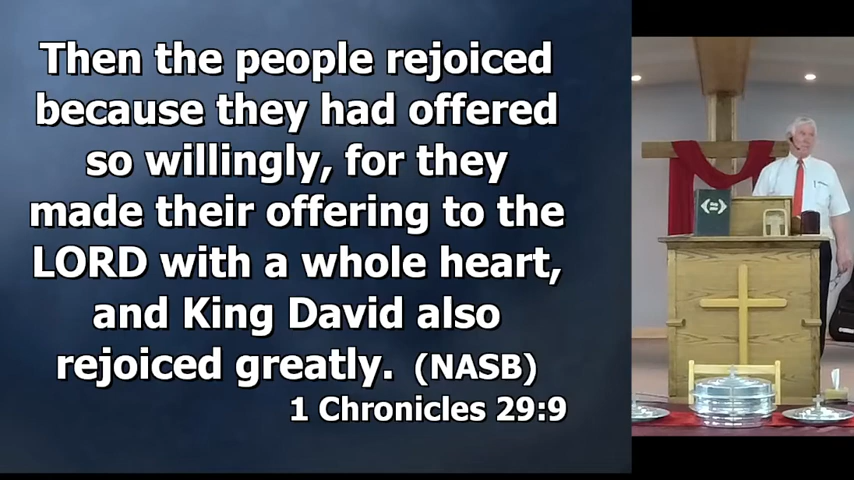 Then the people rejoiced
because they had offered
so willingly, for they
made their offering to the
LORD with a whole heart,
and King David also
rejoiced greatly. (NASB)
1 Chronicles 29:9